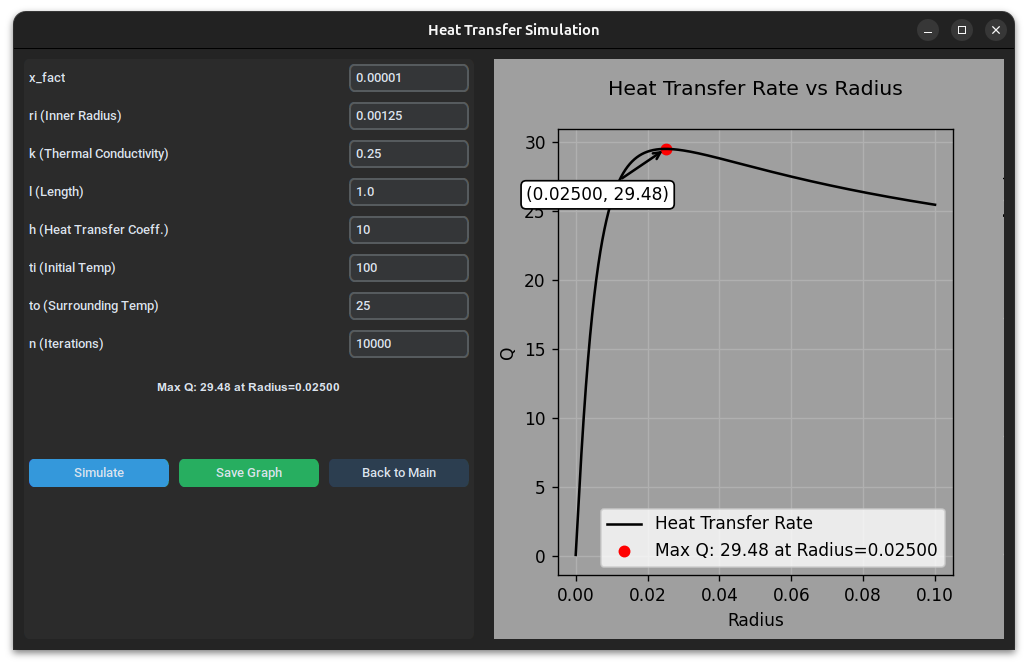 Heat Transfer Simulation
x_fact 0.00001
ri (Inner Radius) 0.00125
k (Thermal Conductivity) 0.25
l (Length) 1.0
h (Heat Transfer Coeff.) 10
ti (Initial Temp) 100
to (Surrounding Temp) 25
n (Iterations) 10000
Max Q: 29.48 at Radius=0.02500
Simulate Save Graph Back to Main
Heat Transfer Rate vs Radius
30
(0.02500, 29.48)
25
20
15
Q
10
5
0
Heat Transfer Rate
Max Q: 29.48 at Radius=0.02500
0.00 0.02 0.04 0.06 0.08 0.10
Radius